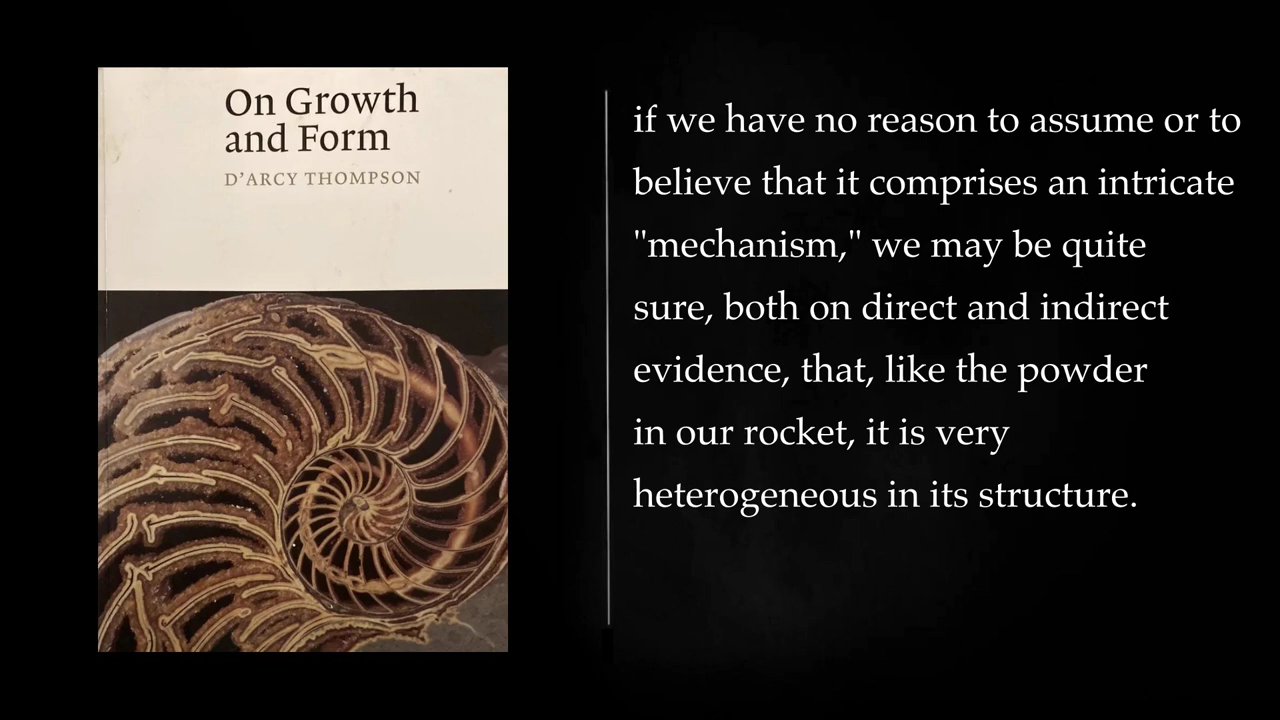 On Growth
and Form
D'ARCY THOMPSON
if we have no reason to assume or to
believe that it comprises an intricate
"mechanism," we may be quite
sure, both on direct and indirect
evidence, that, like the powder
in our rocket, it is very
heterogeneous in its structure.